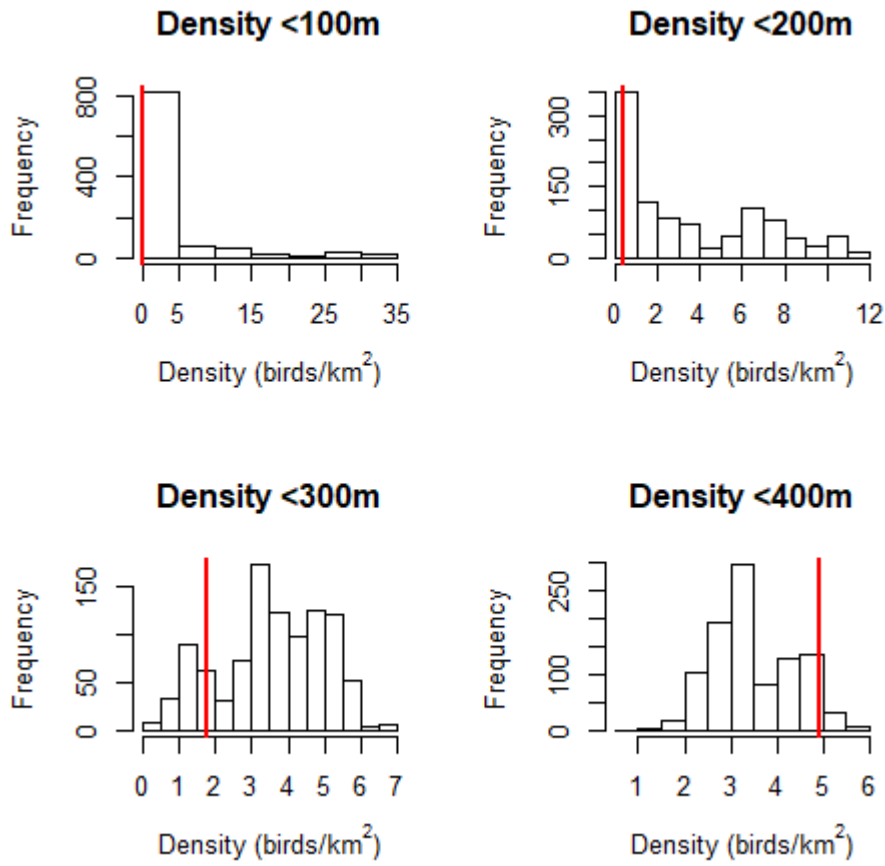 Density <100m
Frequency
0 400 800
0 5 15 25 35
Density (birds/km²)
Density <200m
Frequency
0 150 300
0 2 4 6 8 12
Density (birds/km²)
Density <300m
Frequency
0 50 150
0 1 2 3 4 5 6 7
Density (birds/km²)
Density <400m
Frequency
0 100 250
1 2 3 4 5 6
Density (birds/km²)